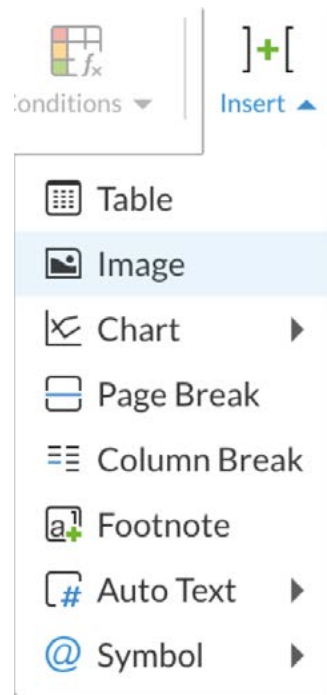 onditions
Insert
Table
Image
Chart
Page Break
Column Break
Footnote
Auto Text
Symbol